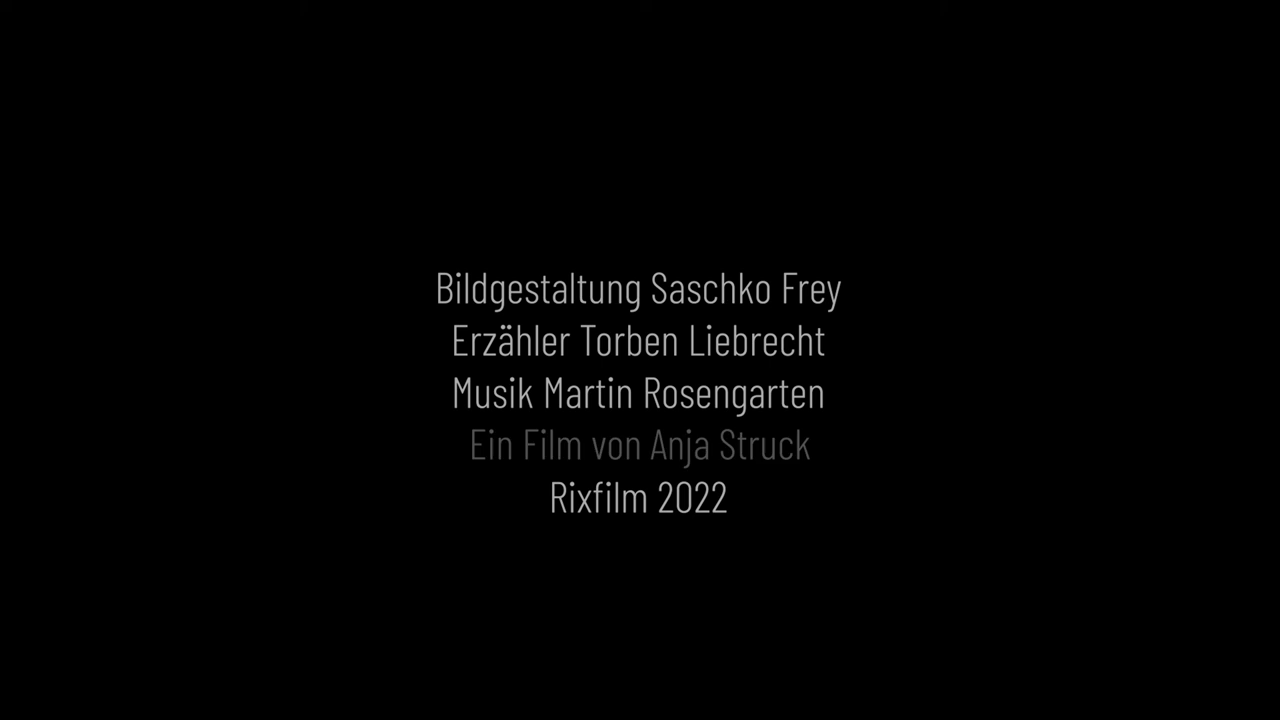 Bildgestaltung Saschko Frey
Erzähler Torben Liebrecht
Musik Martin Rosengarten
Ein Film von Anja Struck
Rixfilm 2022